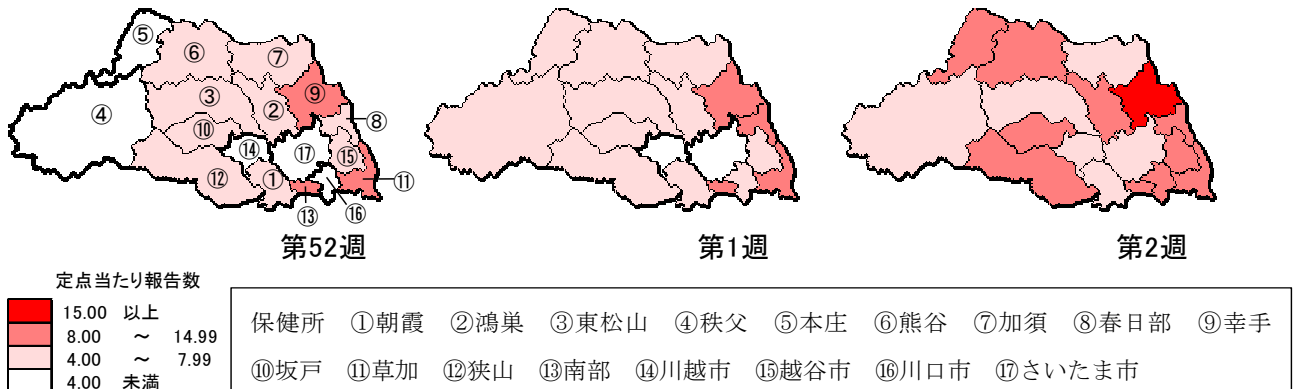 ⑤
⑥
⑦
④
③
②
⑨
⑧
⑩
⑭
⑰
⑮
⑫
①
⑪
⑬
⑯
第52週
第1週
第2週
定点当たり報告数
15.00 以上
8.00 ～ 14.99
4.00 ～ 7.99
4.00 未満
保健所 ①朝霞 ②鴻巣 ③東松山 ④秩父 ⑤本庄 ⑥熊谷 ⑦加須 ⑧春日部 ⑨幸手
⑩坂戸 ⑪草加 ⑫狭山 ⑬南部 ⑭川越市 ⑮越谷市 ⑯川口市 ⑰さいたま市